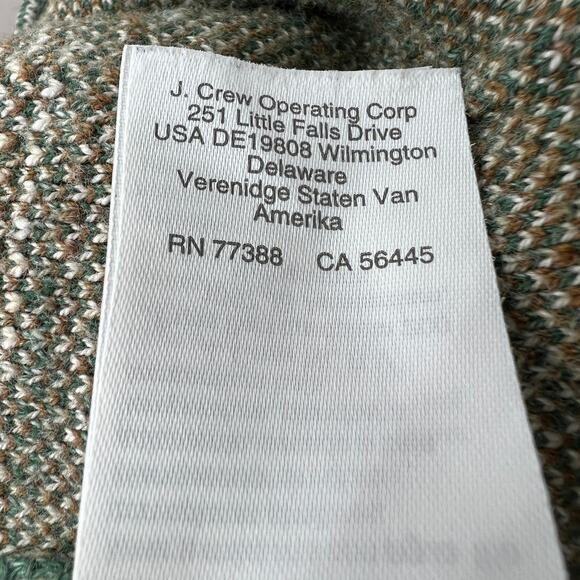 J. Crew Operating Corp
251 Little Falls Drive
USA DE19808 Wilmington
Delaware
Verenidge Staten Van
Amerika
RN 77388 CA 56445